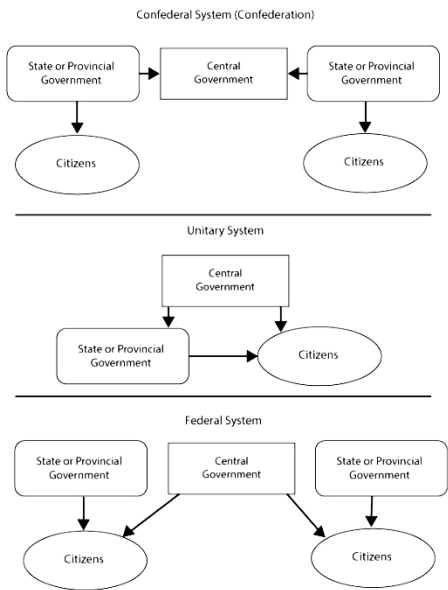 Confederal System (Confederation)
State or Provincial
Government
Central
Government
State or Provincial
Government
Citizens
Citizens
Unitary System
Central
Government
State or Provincial
Government
Citizens
Federal System
State or Provincial
Government
Central
Government
State or Provincial
Government
Citizens
Citizens